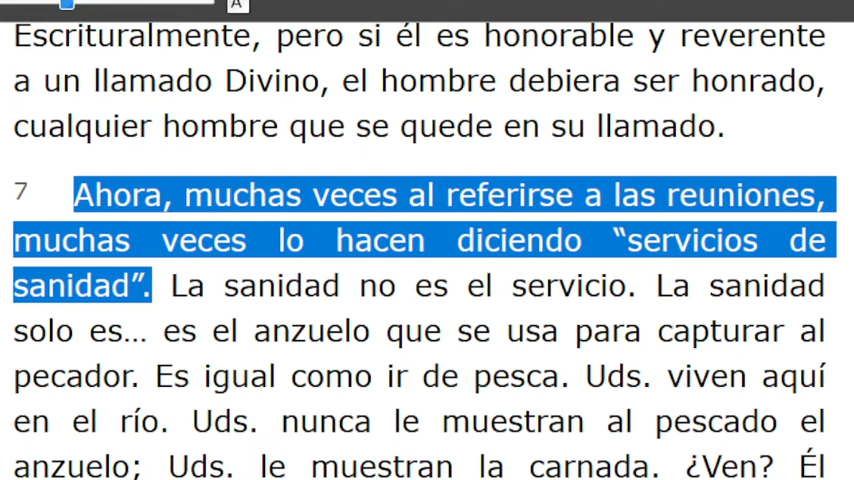 A
Escrituralmente, pero si él es honorable y reverente
a un llamado Divino, el hombre debiera ser honrado,
cualquier hombre que se quede en su llamado.
7 Ahora, muchas veces al referirse a las reuniones,
muchas veces lo hacen diciendo “servicios de
sanidad”. La sanidad no es el servicio. La sanidad
solo es... es el anzuelo que se usa para capturar al
pecador. Es igual como ir de pesca. Uds. viven aquí
en el río. Uds. nunca le muestran al pescado el
anzuelo; Uds. le muestran la carnada. ¿Ven? Él